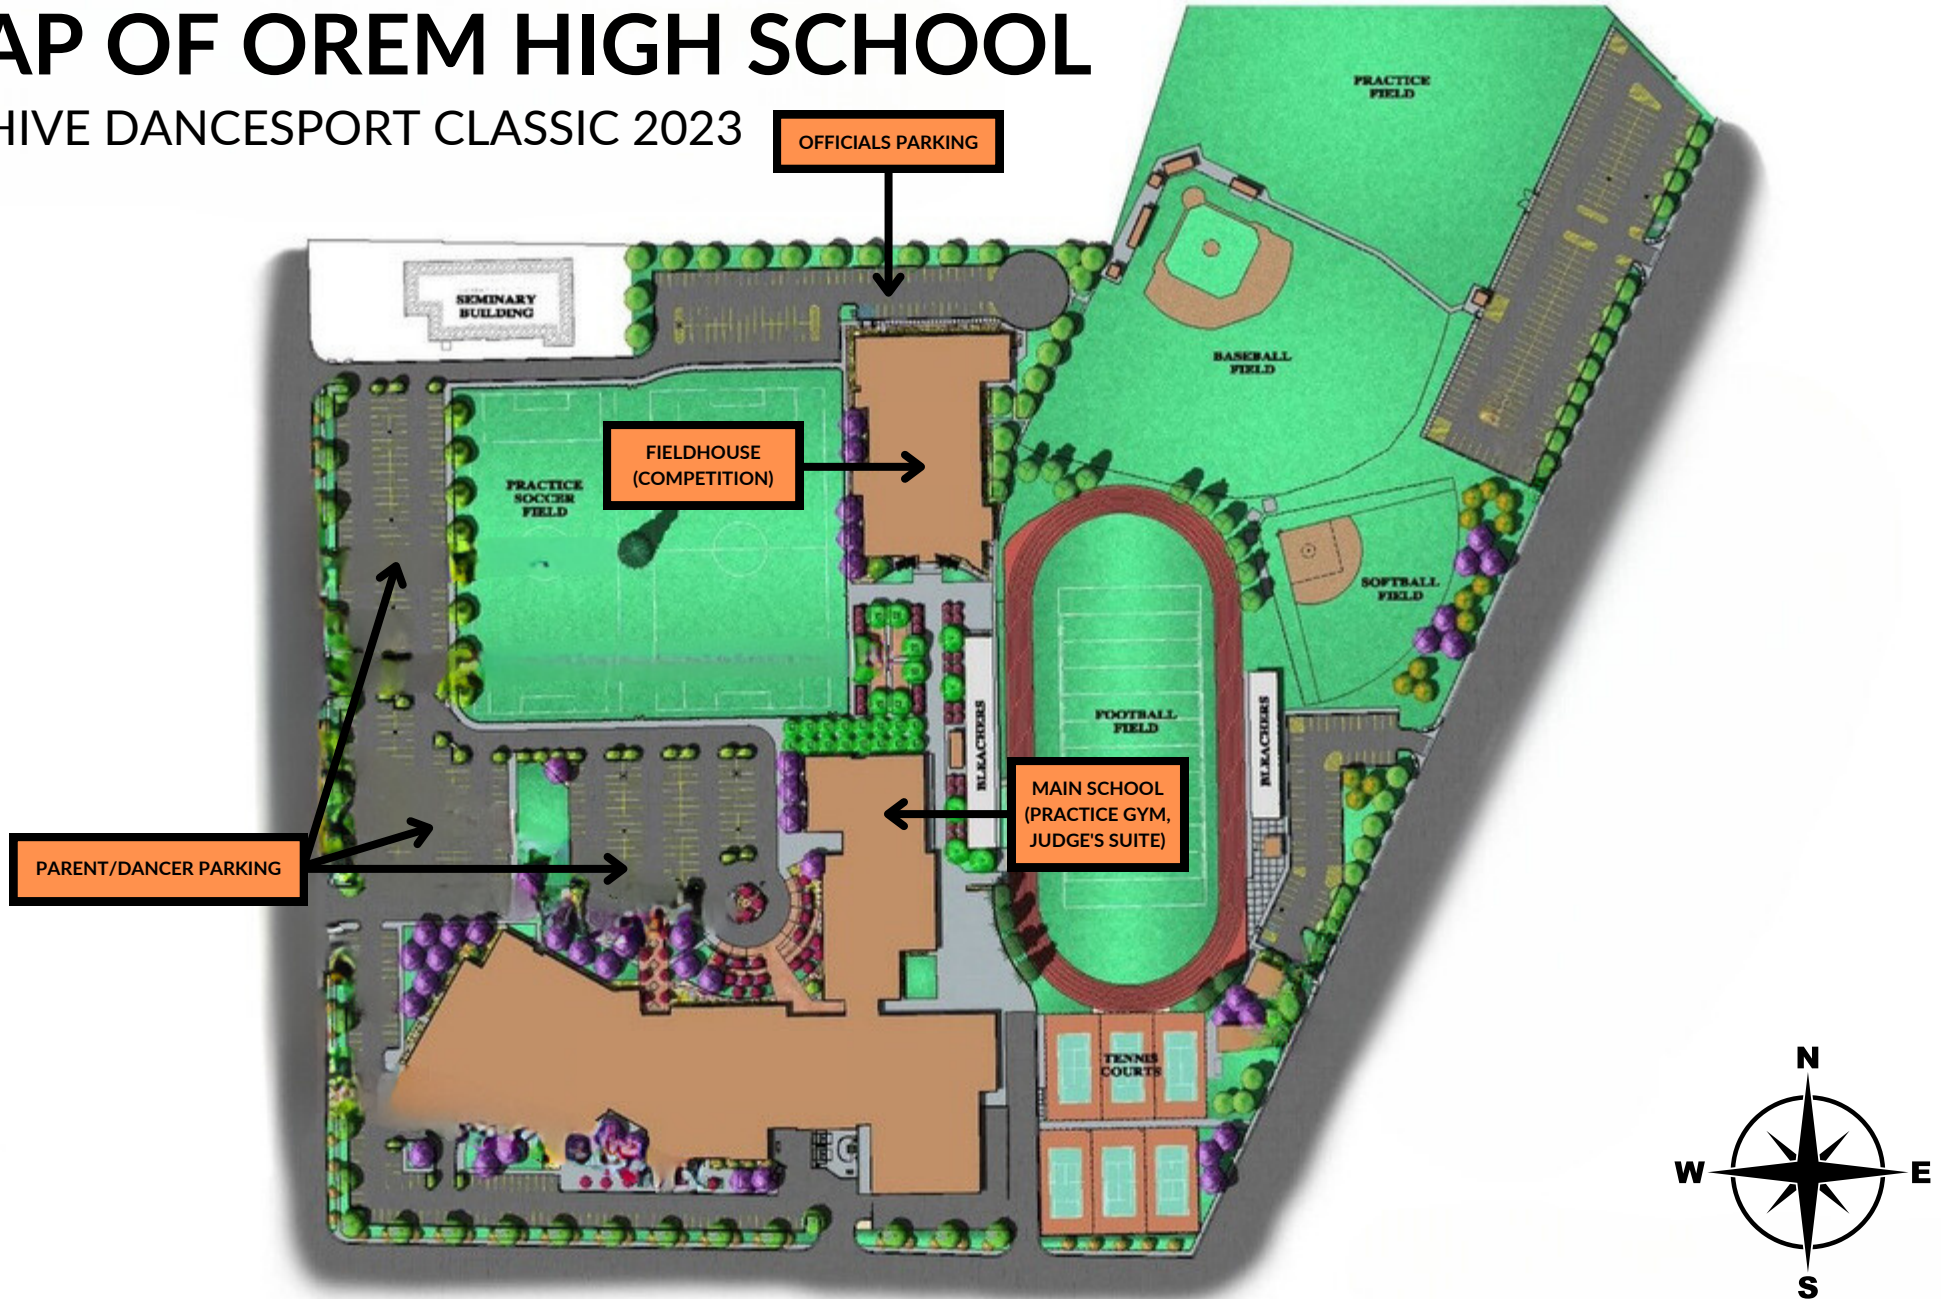 AP OF OREM HIGH SCHOOL
HIVE DANCESPORT CLASSIC 2023
OFFICIALS PARKING
PRACTICE
FIELD
SEMINARY
BUILDING
BASEBALL
FIELD
FIELDHOUSE
(COMPETITION)
PRACTICE
SOCCER
FIELD
SOFTBALL
FIELD
BLEACHERS
FOOTBALL
FIELD
BLEACHERS
MAIN SCHOOL
(PRACTICE GYM,
JUDGE'S SUITE)
PARENT/DANCER PARKING
TENNIS
COURTS
N
W
E
S